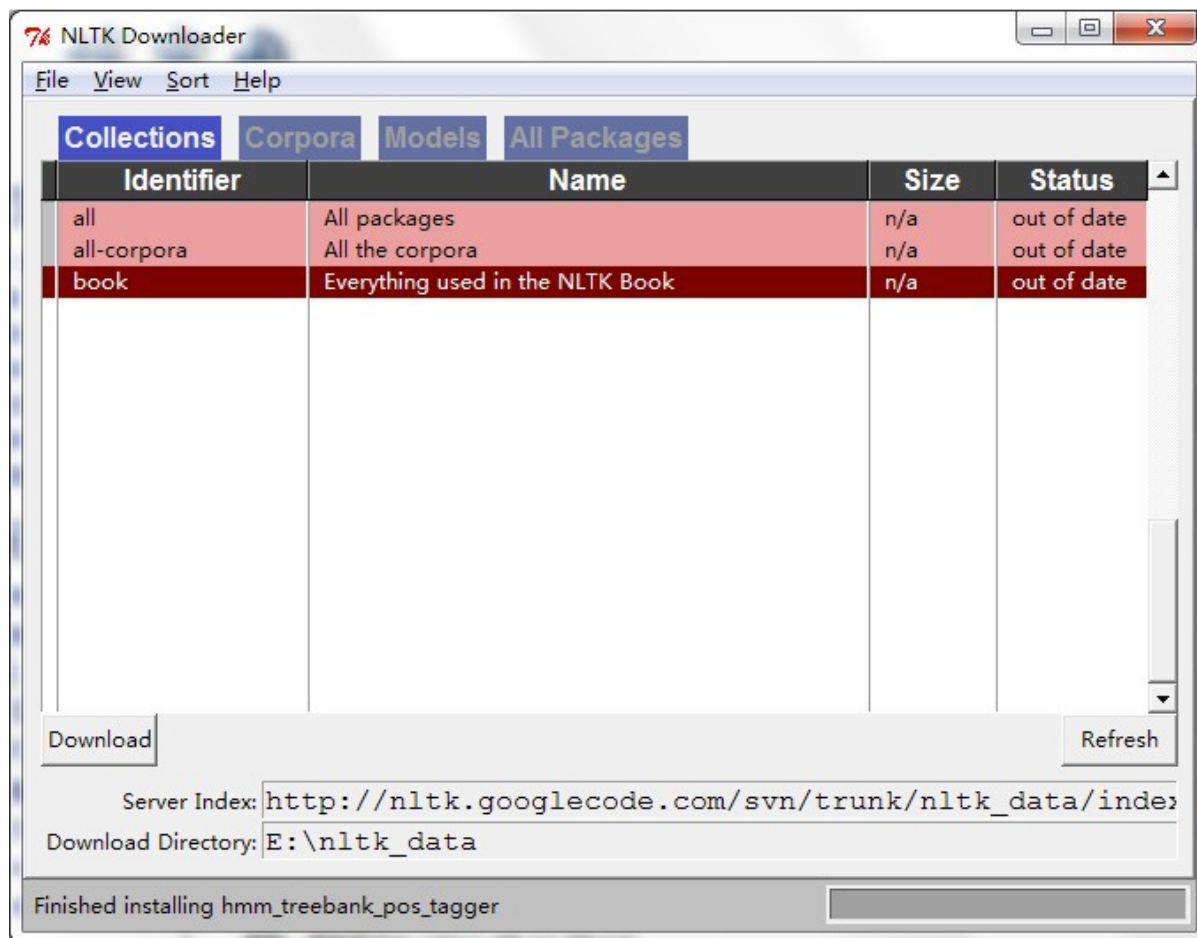 NLTK Downloader
File View Sort Help
Collections Corpora Models All Packages
Identifier Name Size Status
all All packages n/a out of date
all-corpora All the corpora n/a out of date
book Everything used in the NLTK Book n/a out of date
Download Refresh
Server Index: http://nltk.googlecode.com/svn/trunk/nltk_data/index
Download Directory: E:\nltk_data
Finished installing hmm_treebank_pos_tagger